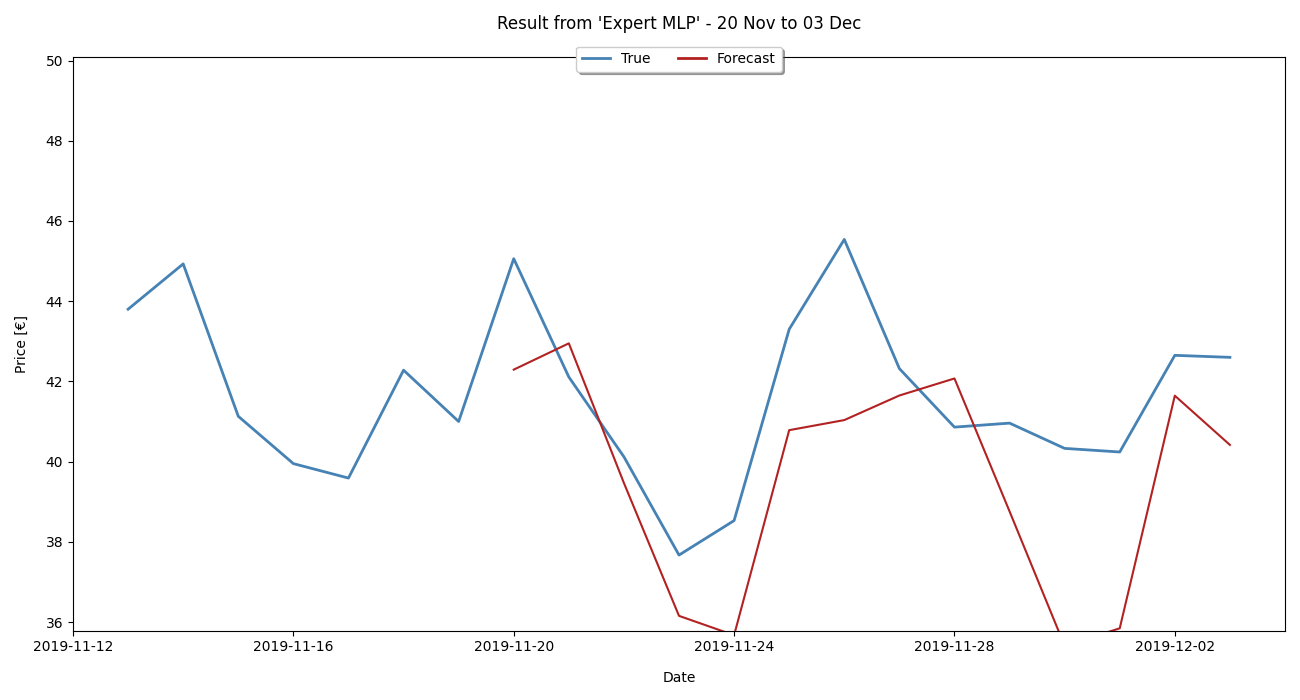 Result from 'Expert MLP' - 20 Nov to 03 Dec
True Forecast
50
48
46
44
42
40
38
36
Price [€]
2019-11-12 2019-11-16 2019-11-20 2019-11-24 2019-11-28 2019-12-02
Date